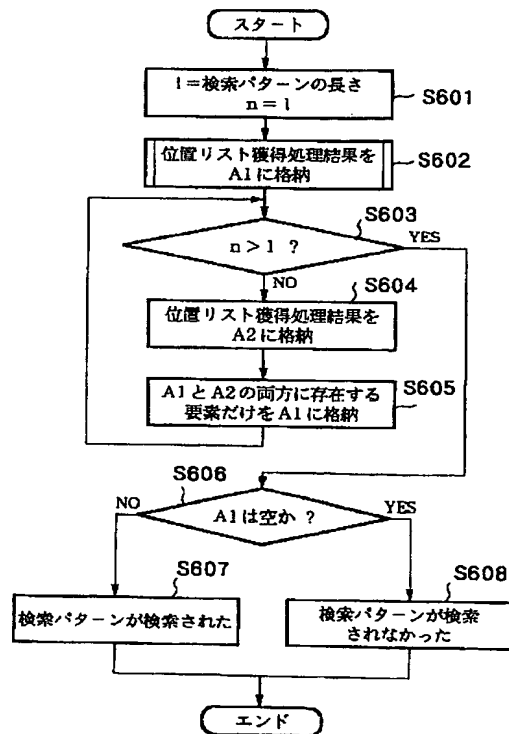 スタート
l=検索パターンの長さ
n=1
S601
位置リスト獲得処理結果を
A1に格納
S602
S603
n>l ?
YES
NO
S604
位置リスト獲得処理結果を
A2に格納
A1とA2の両方に存在する
要素だけをA1に格納
S605
S606
NO
A1は空か ?
YES
S607
検索パターンが検索された
S608
検索パターンが検索
されなかった
エンド